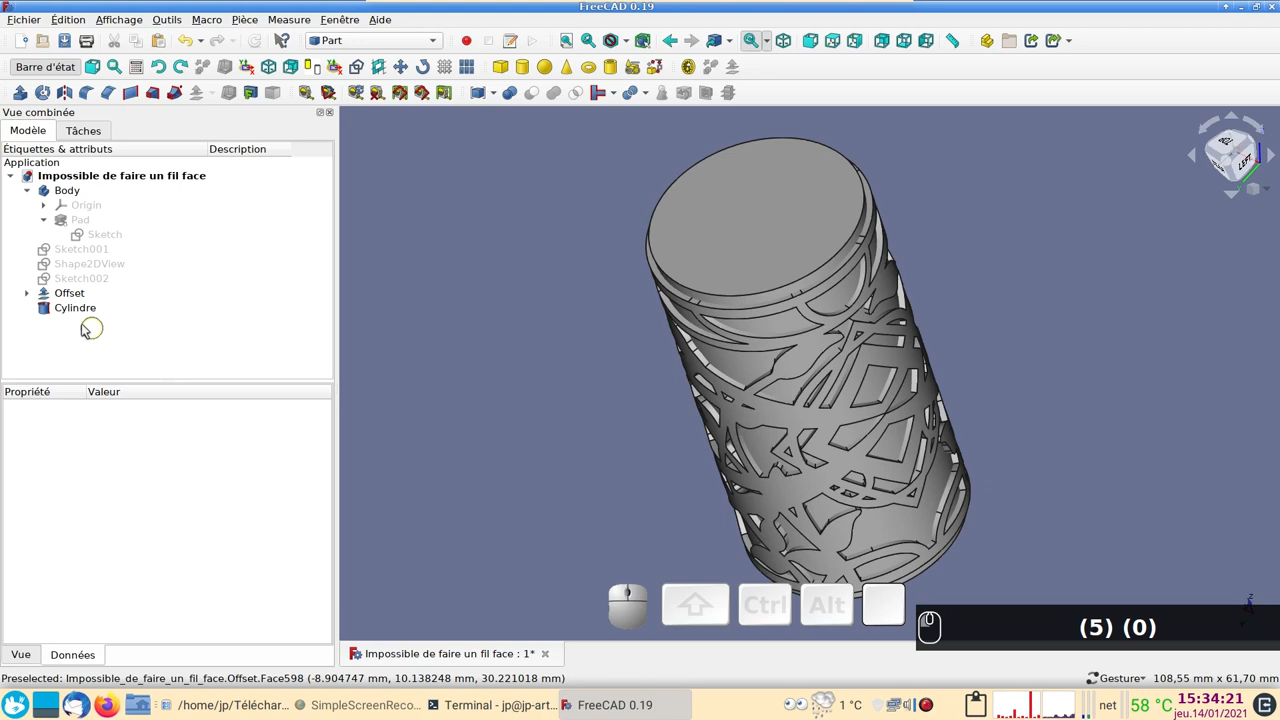 FreeCAD 0.19
Fichier Édition Affichage Outils Macro Pièce Measure Fenêtre Aide
Part
Barre d'état
Vue combinée
Modèle Tâches
Étiquettes & attributs Description
Application
Impossible de faire un fil face
Body
Origin
Pad
Sketch
Sketch001
Shape2DView
Sketch002
Offset
Cylindre
LEFT
Propriété Valeur
Ctrl Alt
(5) (0)
Vue Données
Impossible de faire un fil face : 1*
Preselected: Impossible_de_faire_un_fil_face.Offset.Face598 (-8.904747 mm, 10.138248 mm, 30.221018 mm)
Gesture 108,55 mm x 61,70 mm
/home/jp/Téléchar... SimpleScreenReco... Terminal - jp@jp-art... FreeCAD 0.19
1 °C
net
58 °C
15:34:21
jeu.14/01/2021